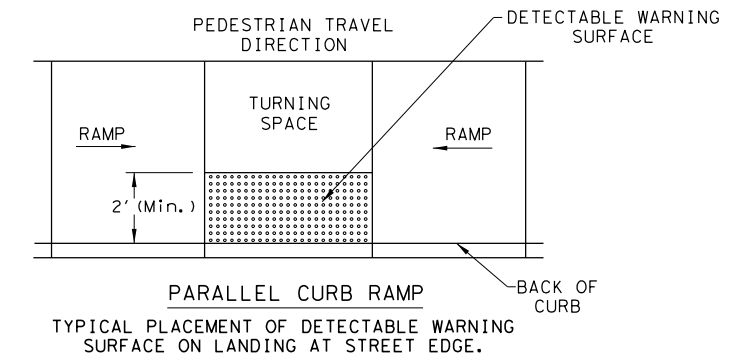 PEDESTRIAN TRAVEL
DIRECTION
DETECTABLE WARNING
SURFACE
TURNING
SPACE
RAMP
RAMP
2' (Min.)
BACK OF
CURB
PARALLEL CURB RAMP
TYPICAL PLACEMENT OF DETECTABLE WARNING
SURFACE ON LANDING AT STREET EDGE.